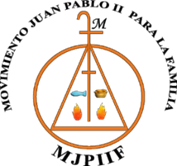 MOVIMIENTO JUAN PABLO II PARA LA FAMILIA
M
MJPIIF